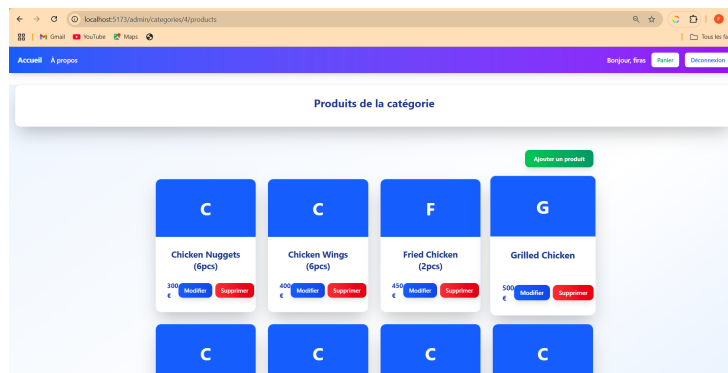 localhost:5173/admin/categories/4/products
Gmail YouTube Maps
Tous les fa
Accueil À propos Bonjour, firas Panier Déconnexion
Produits de la catégorie
Ajouter un produit
C C F G
Chicken Nuggets (6pcs)
Chicken Wings (6pcs)
Fried Chicken (2pcs)
Grilled Chicken
300 € Modifier Supprimer
400 € Modifier Supprimer
450 € Modifier Supprimer
500 € Modifier Supprimer
C C C C